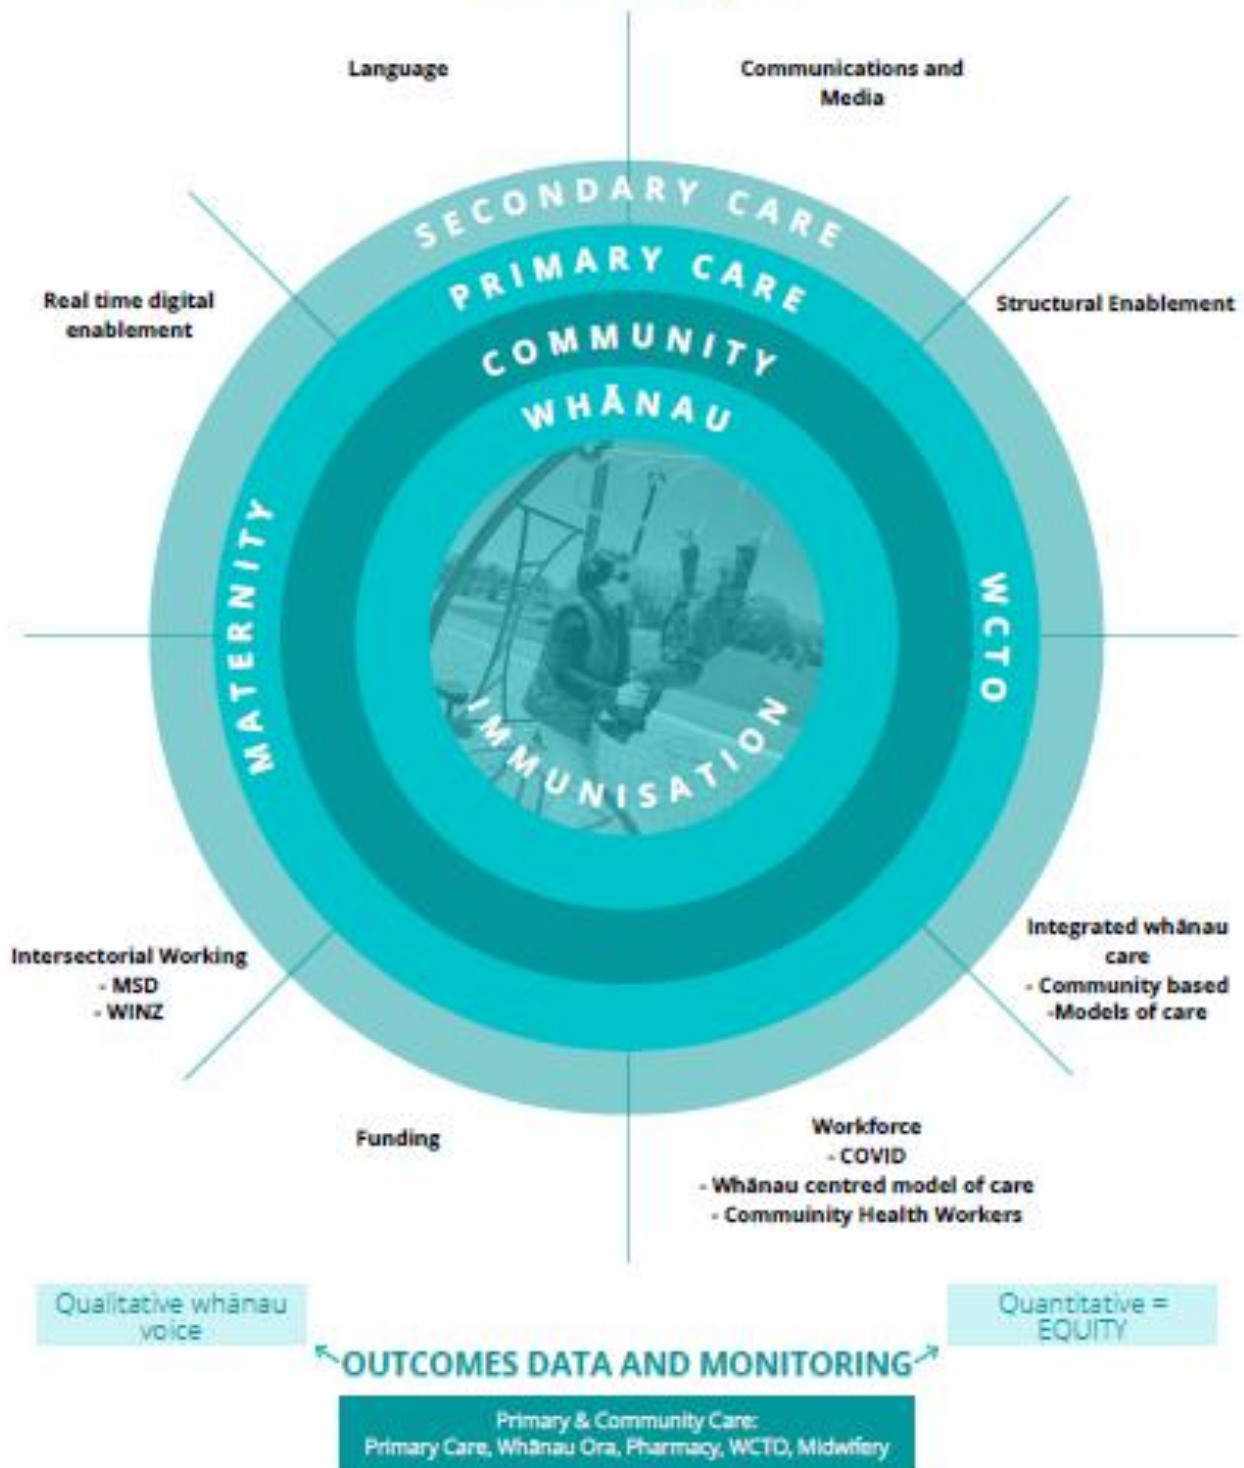 Language
Communications and
Media
SECONDARY CARE
PRIMARY CARE
COMMUNITY
WHĀNAU
Real time digital
enablement
Structural Enablement
MATERNITY
WCTO
IMMUNISATION
Intersectorial Working
- MSD
- WINZ
Integrated whānau
care
- Community based
-Models of care
Funding
Workforce
- COVID
- Whānau centred model of care
- Commuinity Health Workers
Qualitative whānau
voice
Quantitative =
EQUITY
OUTCOMES DATA AND MONITORING
Primary & Community Care:
Primary Care, Whānau Ora, Pharmacy, WCTO, Midwifery